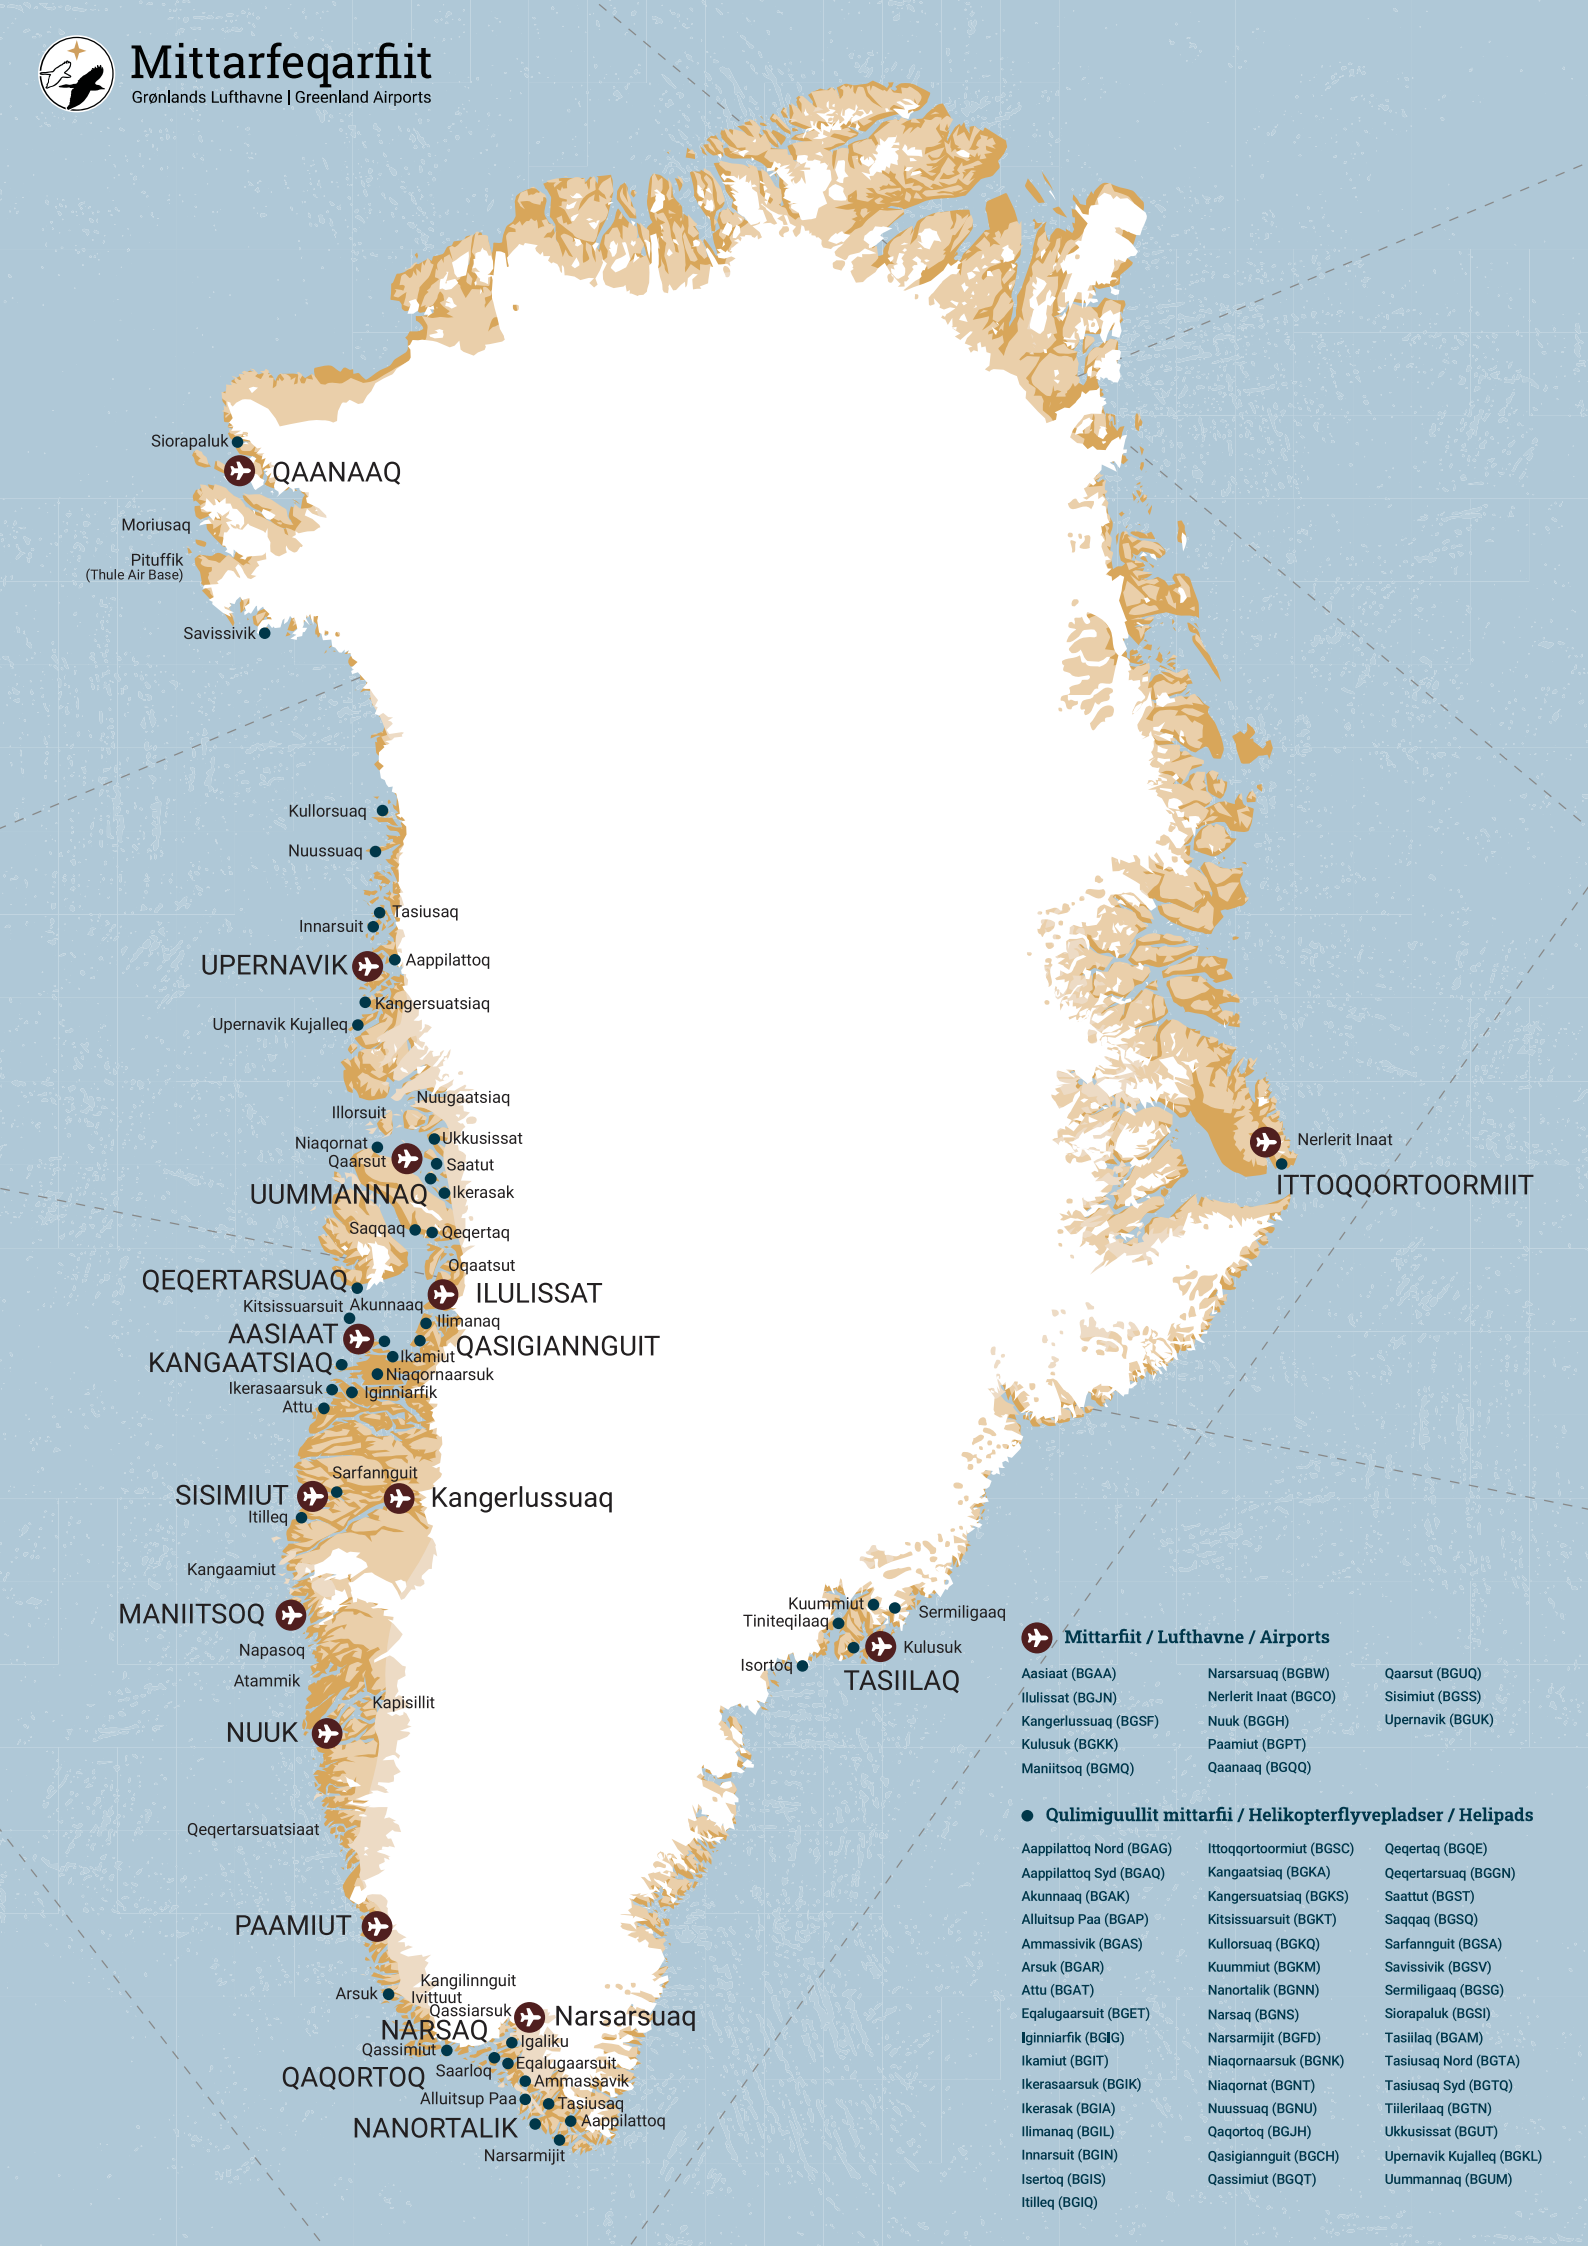 Mittarfeqarfiit
Grønlands Lufthavne | Greenland Airports
Siorapaluk
QAANAAQ
Moriusaq
Pituffik
(Thule Air Base)
Savissivik
Kullorsuaq
Nuussuaq
Tasiusaq
Innarsuit
UPERNAVIK
Aappilattoq
Kangersuatsiaq
Upernavik Kujalleq
Nuugaatsiaq
Illorsuit
Ukkusissat
Niaqornat
Qaarsut
Saatut
UUMMANNAQ
Ikerasak
Saqqaq
Qeqertaq
Oqaatsut
QEQERTARSUAQ
ILULISSAT
Kitsissuarsuit
Akunnaaq
Ilimanaq
AASIAAT
QASIGIANNGUIT
Ikamiut
KANGAATSIAQ
Niaqornaarsuk
Ikerasaarsuk
Iginniarfik
Attu
Sarfannguit
SISIMIUT
Kangerlussuaq
Itilleq
Kangaamiut
MANIITSOQ
Napasoq
Atammik
Kapisillit
NUUK
Qeqertarsuatsiaat
PAAMIUT
Kangilinnguit
Arsuk
Ivittuut
Qassiarsuk
Narsarsuaq
NARSAQ
Igaliku
Qassimiut
Eqalugaarsuit
Saarloq
QAQORTOQ
Ammassavik
Alluitsup Paa
Tasiusaq
Aappilattoq
NANORTALIK
Narsarmijit
Nerlerit Inaat
ITTOQQORTOORMIIT
Kuummiut
Sermiligaaq
Tiniteqilaaq
Kulusuk
Isortoq
TASIILAQ
Mittarfiit / Lufthavne / Airports
Aasiaat (BGAA)
Ilulissat (BGJN)
Kangerlussuaq (BGSF)
Kulusuk (BGKK)
Maniitsoq (BGMQ)
Narsarsuaq (BGBW)
Nerlerit Inaat (BGCO)
Nuuk (BGGH)
Paamiut (BGPT)
Qaanaaq (BGQQ)
Qaarsut (BGUQ)
Sisimiut (BGSS)
Upernavik (BGUK)
Qulimiguullit mittarfii / Helikopterflyvepladser / Helipads
Aappilattoq Nord (BGAG)
Aappilattoq Syd (BGAQ)
Akunnaaq (BGAK)
Alluitsup Paa (BGAP)
Ammassivik (BGAS)
Arsuk (BGAR)
Attu (BGAT)
Eqalugaarsuit (BGET)
Iginniarfik (BGIG)
Ikamiut (BGIT)
Ikerasaarsuk (BGIK)
Ikerasak (BGIA)
Ilimanaq (BGIL)
Innarsuit (BGIN)
Isertoq (BGIS)
Itilleq (BGIQ)
Ittoqqortoormiut (BGSC)
Kangaatsiaq (BGKA)
Kangersuatsiaq (BGKS)
Kitsissuarsuit (BGKT)
Kullorsuaq (BGKQ)
Kuummiut (BGKM)
Nanortalik (BGNN)
Narsaq (BGNS)
Narsarmijit (BGFD)
Niaqornaarsuk (BGNK)
Niaqornat (BGNT)
Nuussuaq (BGNU)
Qaqortoq (BGJH)
Qasigiannguit (BGCH)
Qassimiut (BGQT)
Qeqertaq (BGQE)
Qeqertarsuaq (BGGN)
Saattut (BGST)
Saqqaq (BGSQ)
Sarfannguit (BGSA)
Savissivik (BGSV)
Sermiligaaq (BGSG)
Siorapaluk (BGSI)
Tasiilaq (BGAM)
Tasiusaq Nord (BGTA)
Tasiusaq Syd (BGTQ)
Tiilerilaaq (BGTN)
Ukkusissat (BGUT)
Upernavik Kujalleq (BGKL)
Uummannaq (BGUM)